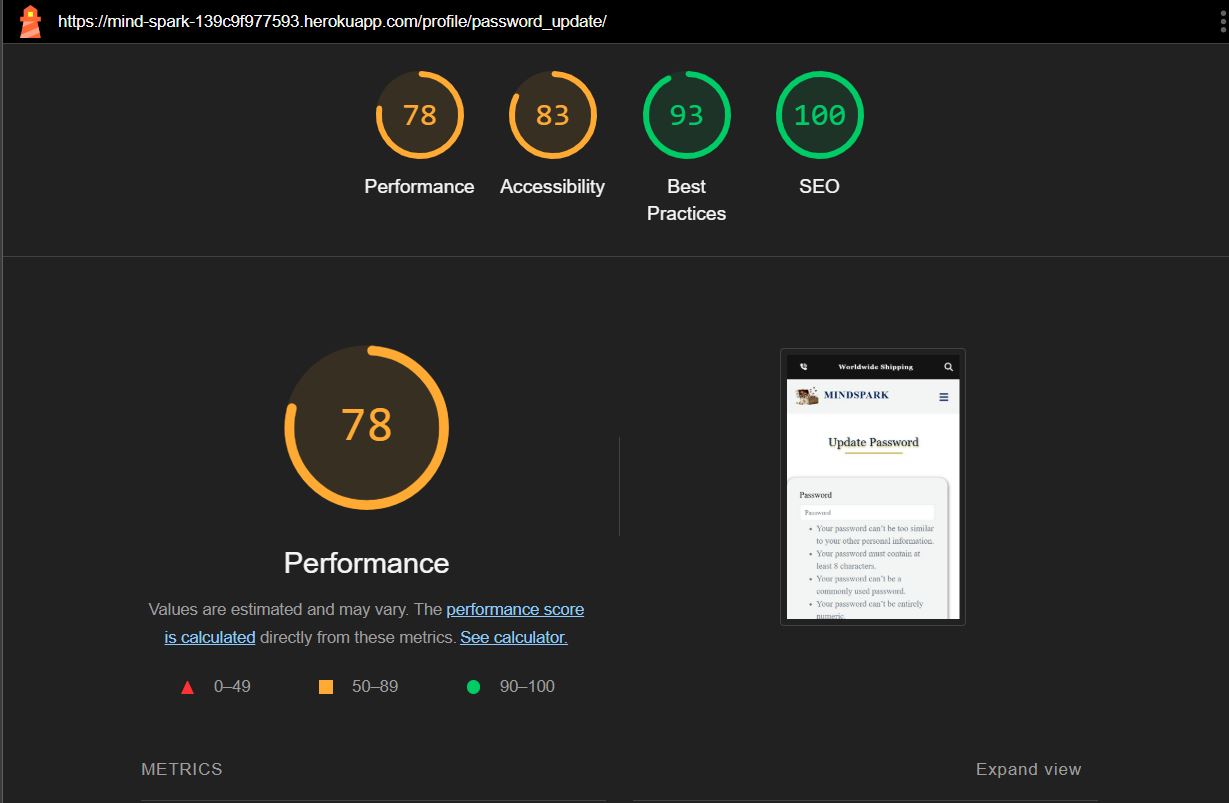 https://mind-spark-139c9f977593.herokuapp.com/profile/password_update/
78
83
93
100
Performance
Accessibility
Best
Practices
SEO
78
Performance
Values are estimated and may vary. The performance score
is calculated directly from these metrics. See calculator.
0–49
50–89
90–100
Worldwide Shipping
MINDSPARK
Update Password
Password
Password
• Your password can't be too similar
to your other personal information.
• Your password must contain at
least 8 characters.
• Your password can't be a
commonly used password.
• Your password can't be entirely
numeric.
METRICS
Expand view